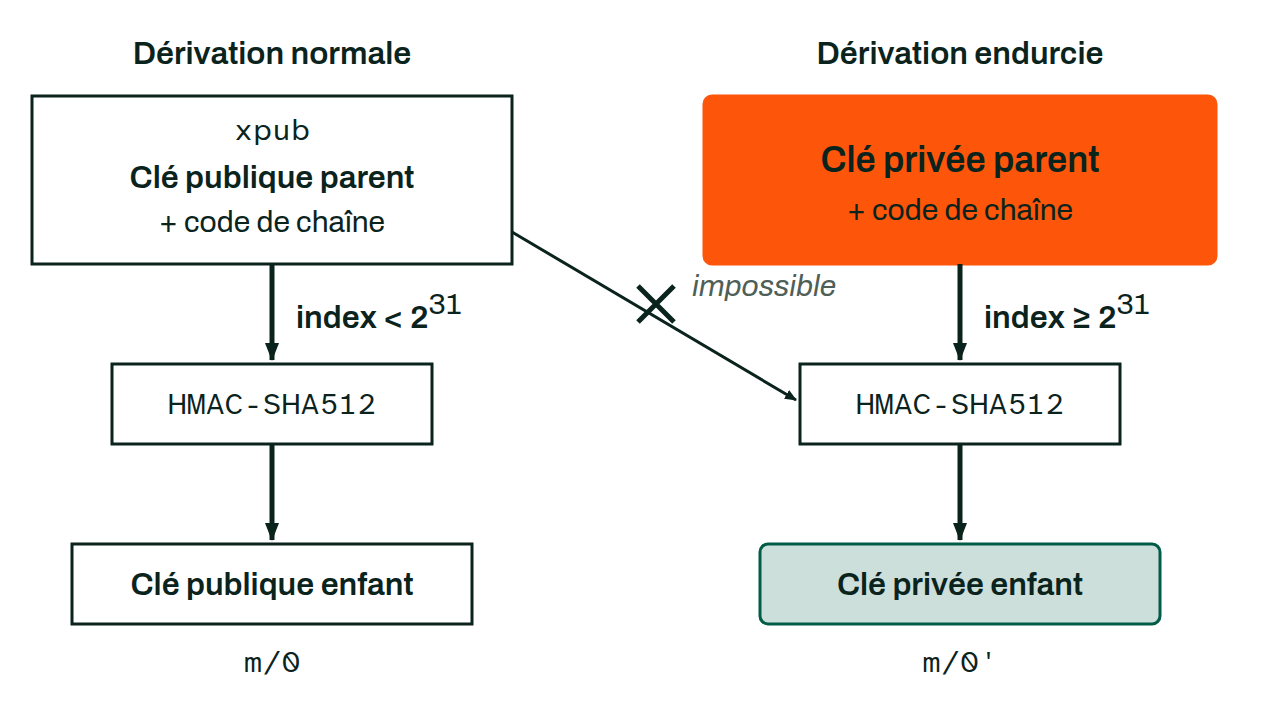 Dérivation normale
xpub
Clé publique parent
+ code de chaîne
index < 2^31
HMAC-SHA512
Clé publique enfant
m/0
impossible
Dérivation endurcie
Clé privée parent
+ code de chaîne
index ≥ 2^31
HMAC-SHA512
Clé privée enfant
m/0'